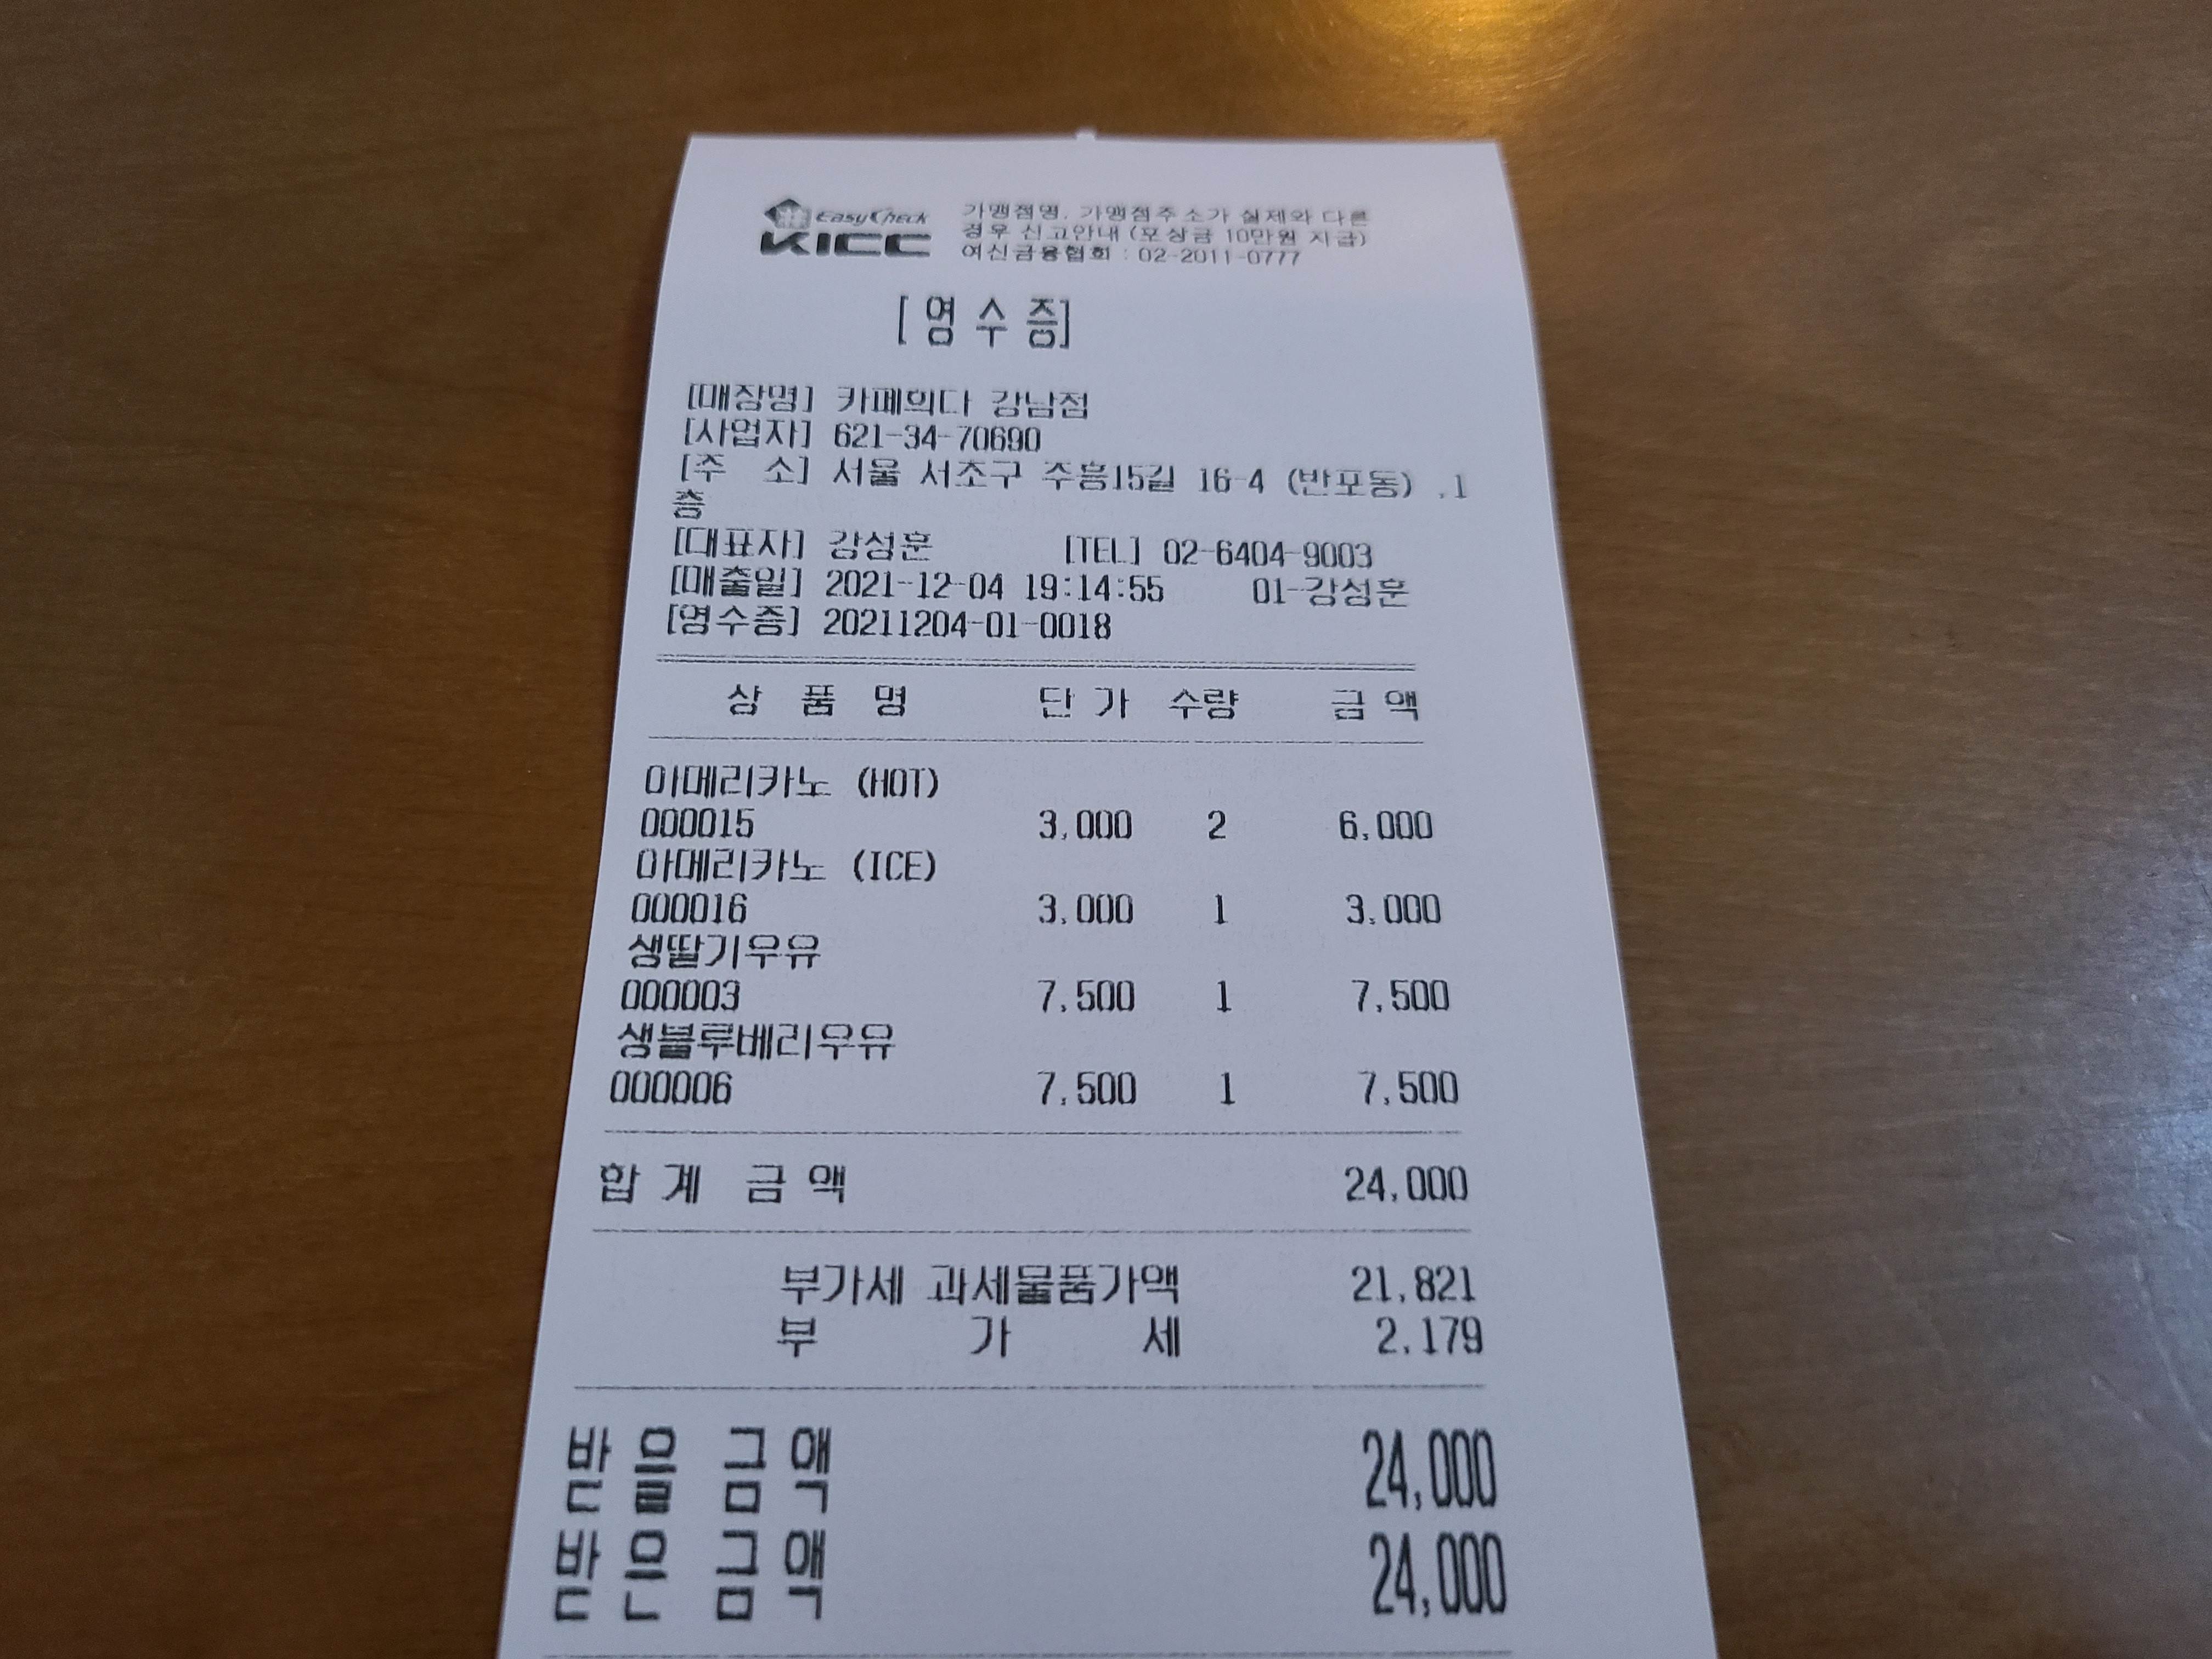 EasyCheck
KICC
가맹점명, 가맹점주소가 실제와 다른
경우 신고안내 (포상금 10만원 지급)
여신금융협회 : 02-2011-0777
[ 영 수 증]
[매장명] 카페의다 강남점
[사업자] 621-34-70690
[주 소] 서울 서초구 주흥15길 16-4 (반포동) ,1
층
[대표자] 강성훈 [TEL] 02-6404-9003
[매출일] 2021-12-04 19:14:55 01-강성훈
[영수증] 20211204-01-0018
상 품 명 단 가 수량 금 액
아메리카노 (HOT)
000015 3,000 2 6,000
아메리카노 (ICE)
000016 3,000 1 3,000
생딸기우유
000003 7,500 1 7,500
생블루베리우유
000006 7,500 1 7,500
합 계 금 액 24,000
부가세 과세물품가액 21,821
부 가 세 2,179
받 을 금 액 24,000
받 은 금 액 24,000